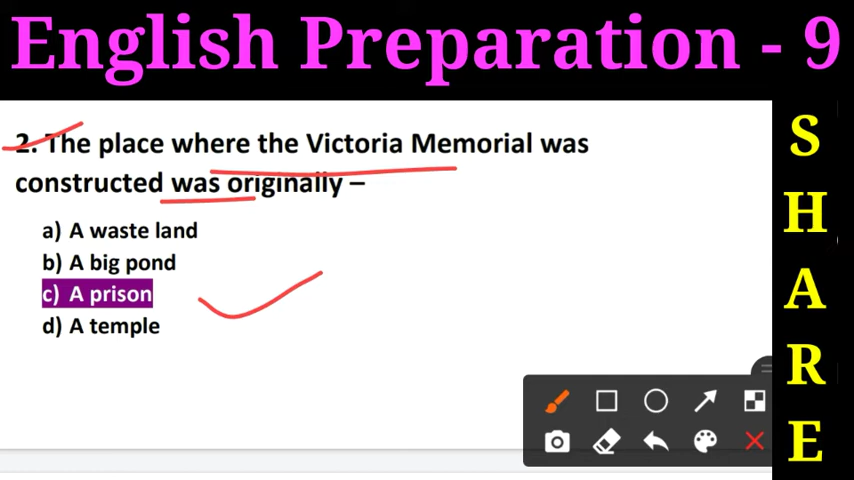 English Preparation - 9
2. The place where the Victoria Memorial was
constructed was originally –
a) A waste land
b) A big pond
c) A prison
d) A temple
S
H
A
R
E